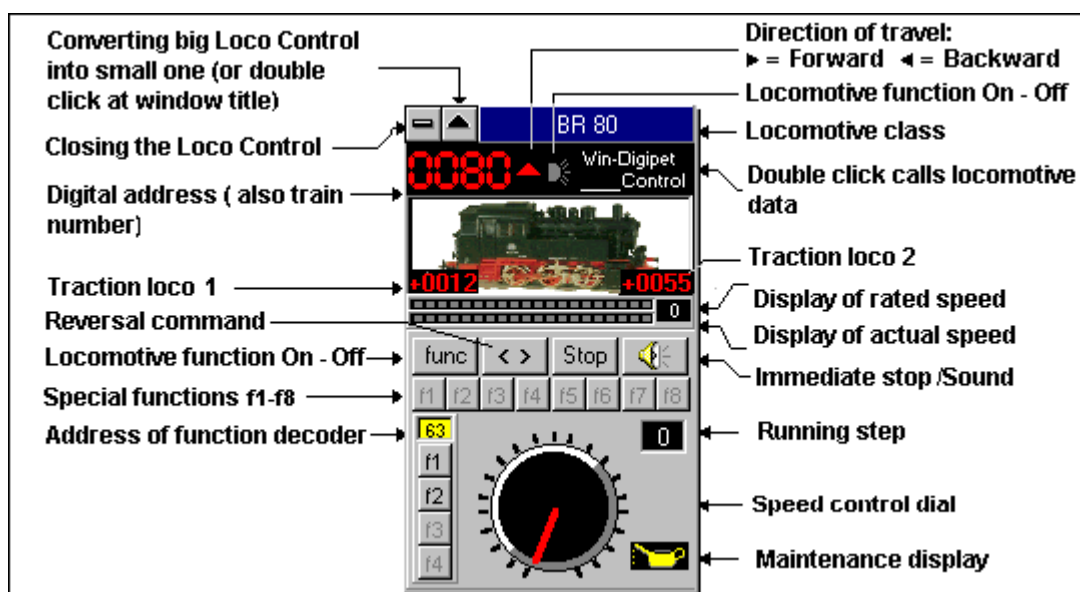 Converting big Loco Control
into small one (or double
click at window title)
Closing the Loco Control
Digital address ( also train
number)
Traction loco 1
Reversal command
Locomotive function On - Off
Special functions f1-f8
Address of function decoder
BR 80
0080
Win-Digipet
____Control
+0012
+0055
0
func
< >
Stop
f1 f2 f3 f4 f5 f6 f7 f8
63
0
f1
f2
f3
f4
Direction of travel:
► = Forward ◄ = Backward
Locomotive function On - Off
Locomotive class
Double click calls locomotive
data
Traction loco 2
Display of rated speed
Display of actual speed
Immediate stop /Sound
Running step
Speed control dial
Maintenance display